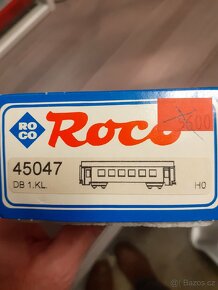 ROCO
Roco
45047
DB 1.KL.
H0
Bazos.cz